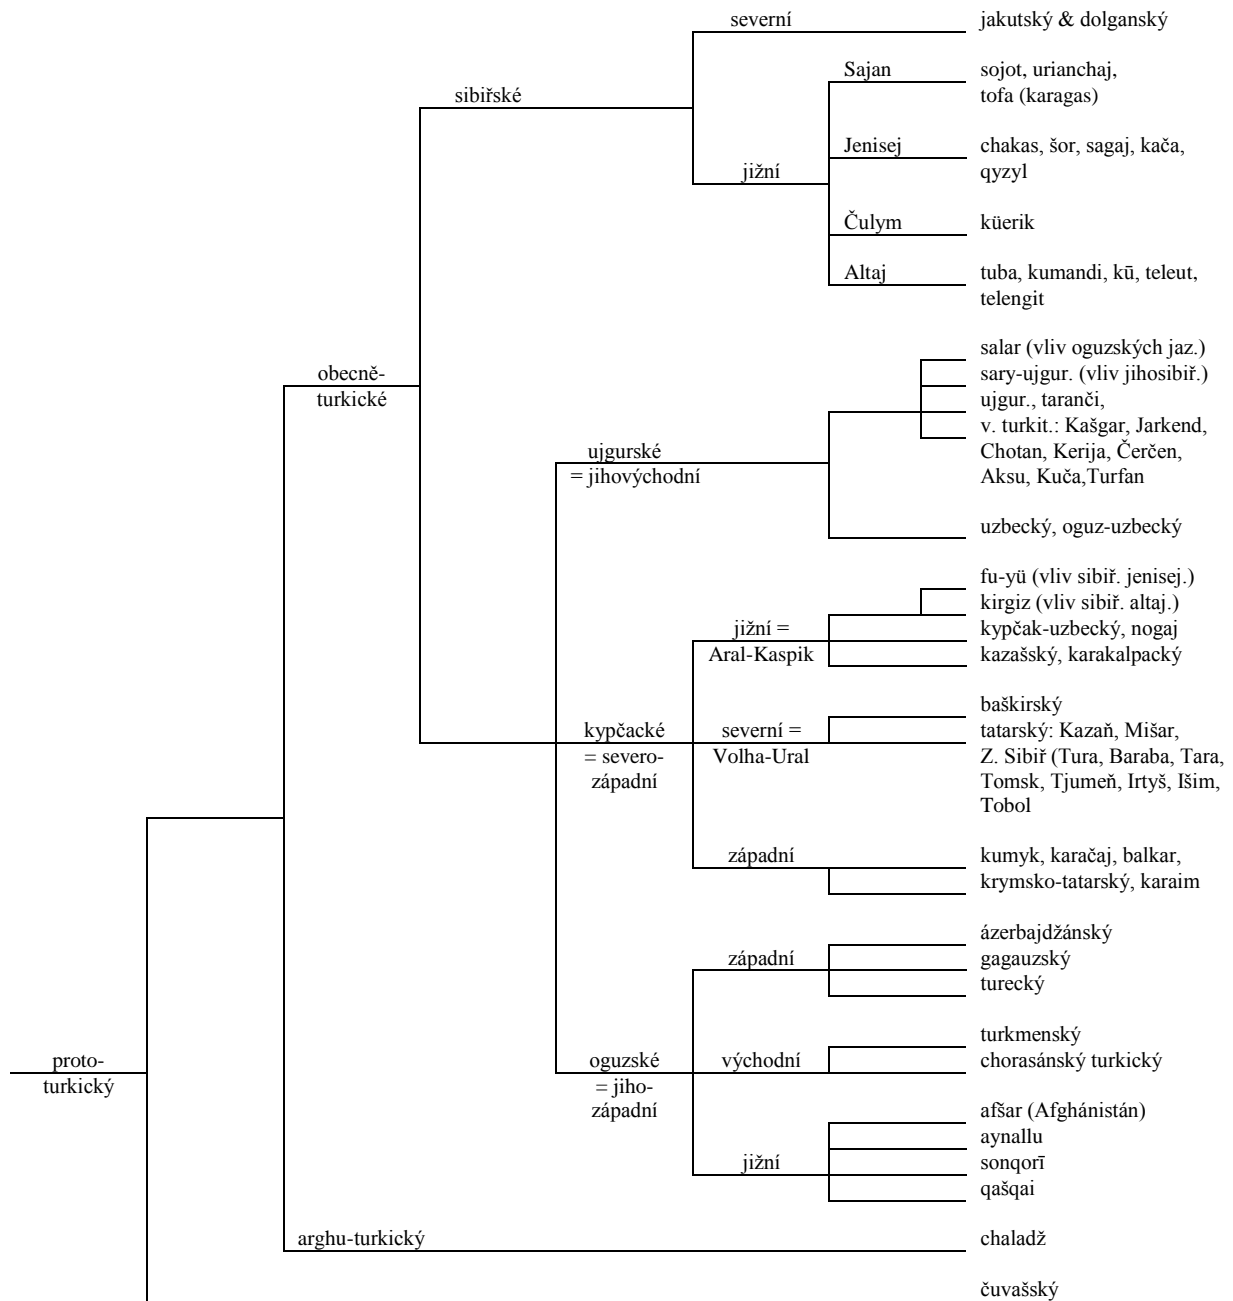 severní
jakutský & dolganský
Sajan
sojot, urianchaj,
tofa (karagas)
sibiřské
Jenisej
chakas, šor, sagaj, kača,
qyzyl
jižní
Čulym
küerik
Altaj
tuba, kumandi, kū, teleut,
telengit
obecně-
turkické
salar (vliv oguzských jaz.)
sary-ujgur. (vliv jihosibiř.)
ujgur., taranči,
v. turkit.: Kašgar, Jarkend,
Chotan, Kerija, Čerčen,
Aksu, Kuča,Turfan
ujgurské
= jihovýchodní
uzbecký, oguz-uzbecký
fu-yü (vliv sibiř. jenisej.)
kirgiz (vliv sibiř. altaj.)
jižní =
Aral-Kaspik
kypčak-uzbecký, nogaj
kazašský, karakalpacký
kypčacké
= severo-
západní
severní =
Volha-Ural
baškirský
tatarský: Kazaň, Mišar,
Z. Sibiř (Tura, Baraba, Tara,
Tomsk, Tjumeň, Irtyš, Išim,
Tobol
západní
kumyk, karačaj, balkar,
krymsko-tatarský, karaim
západní
ázerbajdžánský
gagauzský
turecký
proto-
turkický
oguzské
= jiho-
západní
východní
turkmenský
chorasánský turkický
jižní
afšar (Afghánistán)
aynallu
sonqorī
qašqai
arghu-turkický
chaladž
čuvašský